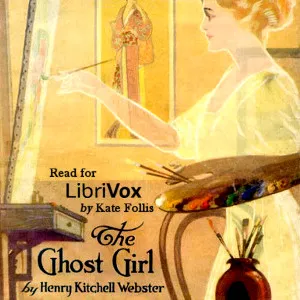 Read for
LibriVox
by Kate Follis
The
Ghost Girl
by Henry Kitchell Webster